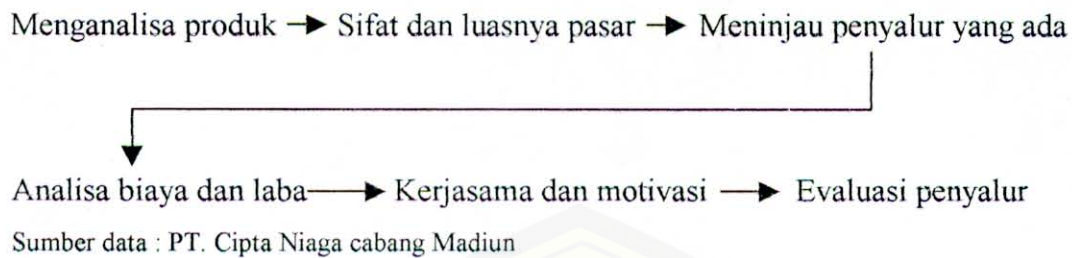 Menganalisa produk → Sifat dan luasnya pasar → Meninjau penyalur yang ada
Analisa biaya dan laba → Kerjasama dan motivasi → Evaluasi penyalur
Sumber data : PT. Cipta Niaga cabang Madiun